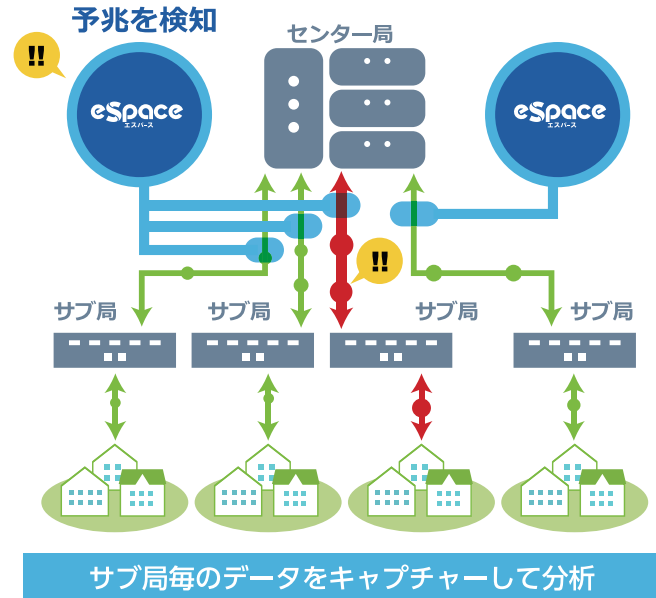 予兆を検知
!!
センター局
eSpace
エスパース
eSpace
エスパース
!!
サブ局
サブ局
サブ局
サブ局
サブ局毎のデータをキャプチャーして分析